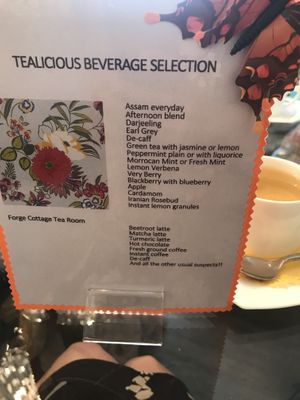 TEALICIOUS BEVERAGE SELECTION
Assam everyday
Afternoon blend
Darjeeling
Earl Grey
De-caff
Green tea with jasmine or lemon
Peppermint plain or with liquorice
Morrocan Mint or Fresh Mint
Lemon Verbena
Very Berry
Blackberry with blueberry
Apple
Cardamom
Iranian Rosebud
Instant lemon granules
Forge Cottage Tea Room
Beetroot latte
Matcha latte
Turmeric latte
Hot chocolate
Fresh ground coffee
Instant coffee
De-caff
And all the other usual suspects!!